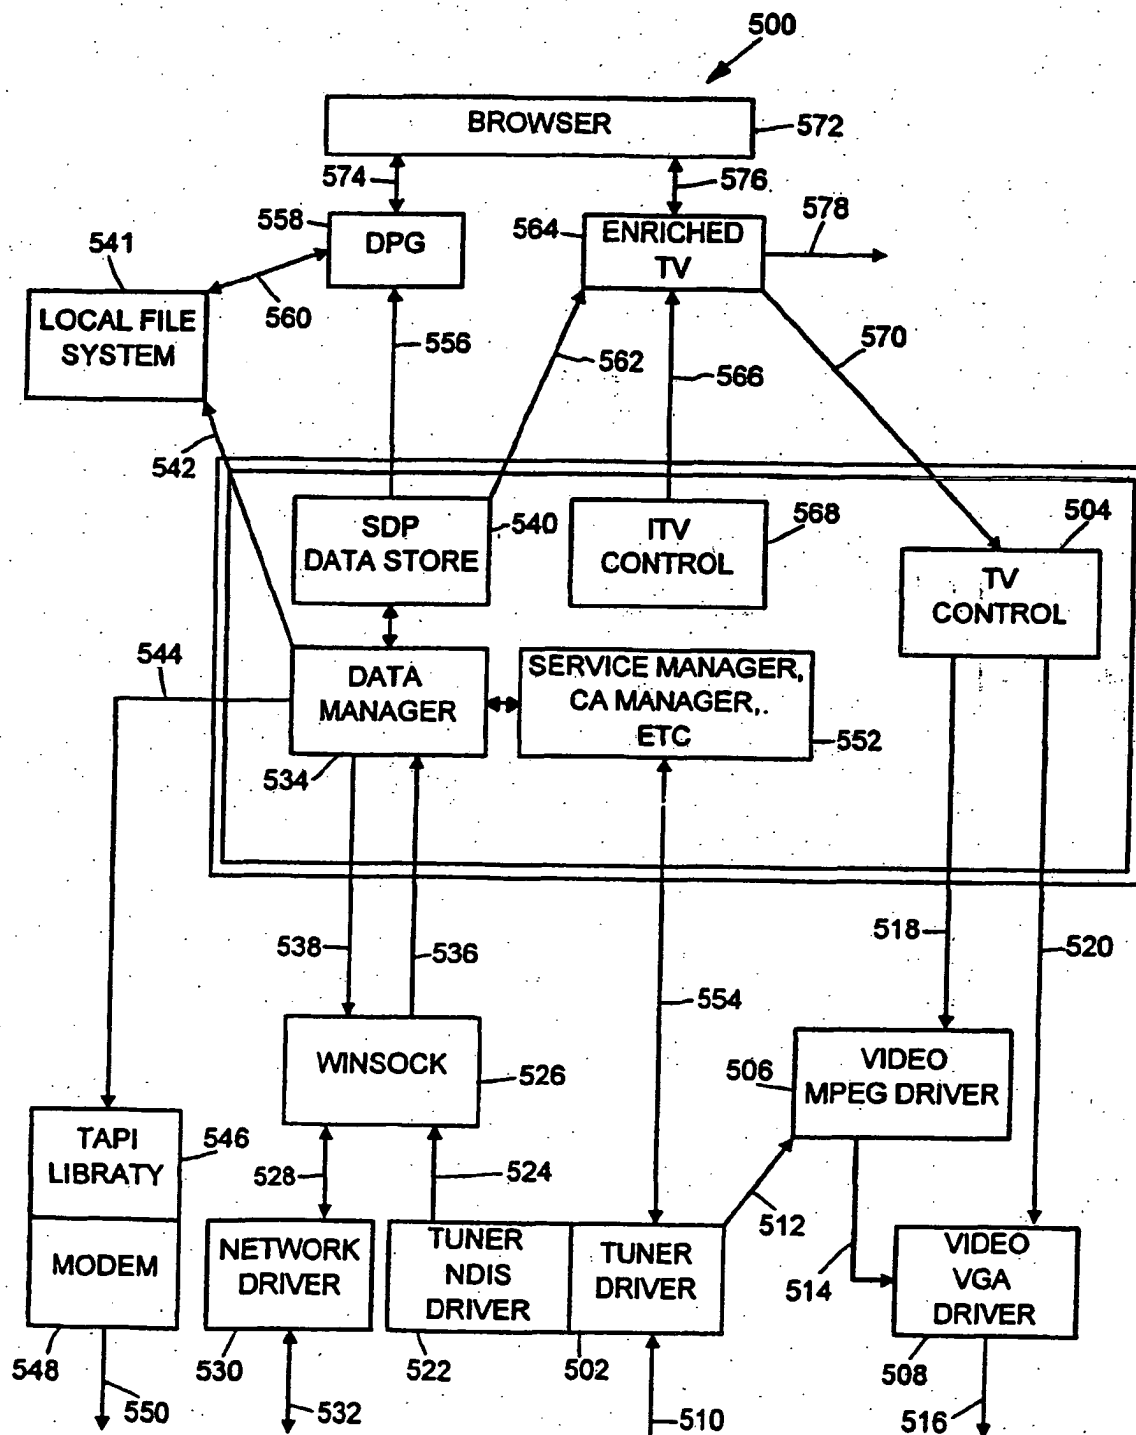 500
BROWSER
572
574
576
558
DPG
564
ENRICHED
TV
578
541
560
LOCAL FILE
SYSTEM
556
562
566
570
542
SDP
DATA STORE
540
ITV
CONTROL
568
504
TV
CONTROL
544
DATA
MANAGER
534
SERVICE MANAGER,
CA MANAGER,.
ETC
552
538
536
554
518
520
WINSOCK
526
506
VIDEO
MPEG DRIVER
TAPI
LIBRATY
546
528
524
512
MODEM
NETWORK
DRIVER
TUNER
NDIS
DRIVER
TUNER
DRIVER
514
VIDEO
VGA
DRIVER
548
550
530
532
522
502
510
508
516